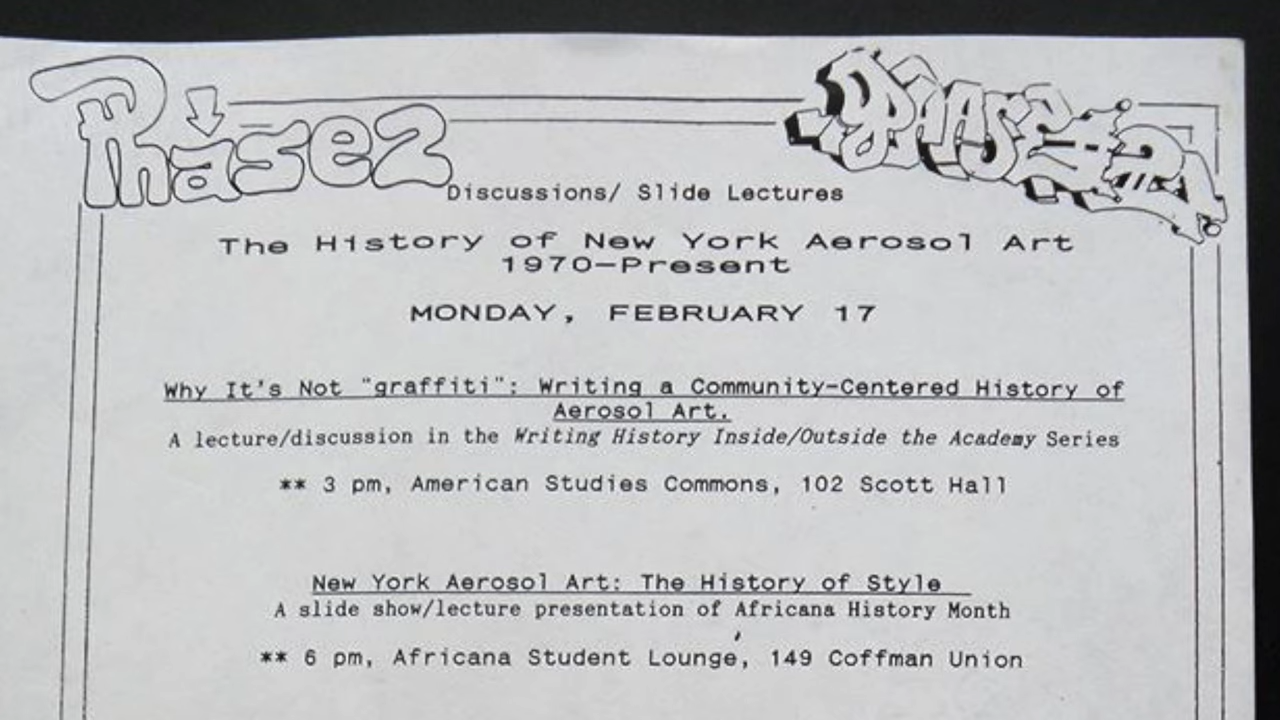 Phase2
PHASE-2
Discussions/ Slide Lectures
The History of New York Aerosol Art
1970-Present
MONDAY, FEBRUARY 17
Why It's Not "graffiti": Writing a Community-Centered History of
Aerosol Art.
A lecture/discussion in the Writing History Inside/Outside the Academy Series
** 3 pm, American Studies Commons, 102 Scott Hall
New York Aerosol Art: The History of Style
A slide show/lecture presentation of Africana History Month
** 6 pm, Africana Student Lounge, 149 Coffman Union